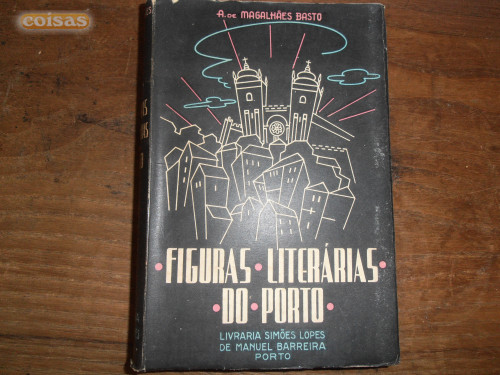 coisas
A. DE MAGALHÃES BASTO
FIGURAS · LITERÁRIAS
· DO · PORTO ·
LIVRARIA SIMÕES LOPES
DE MANUEL BARREIRA
PORTO